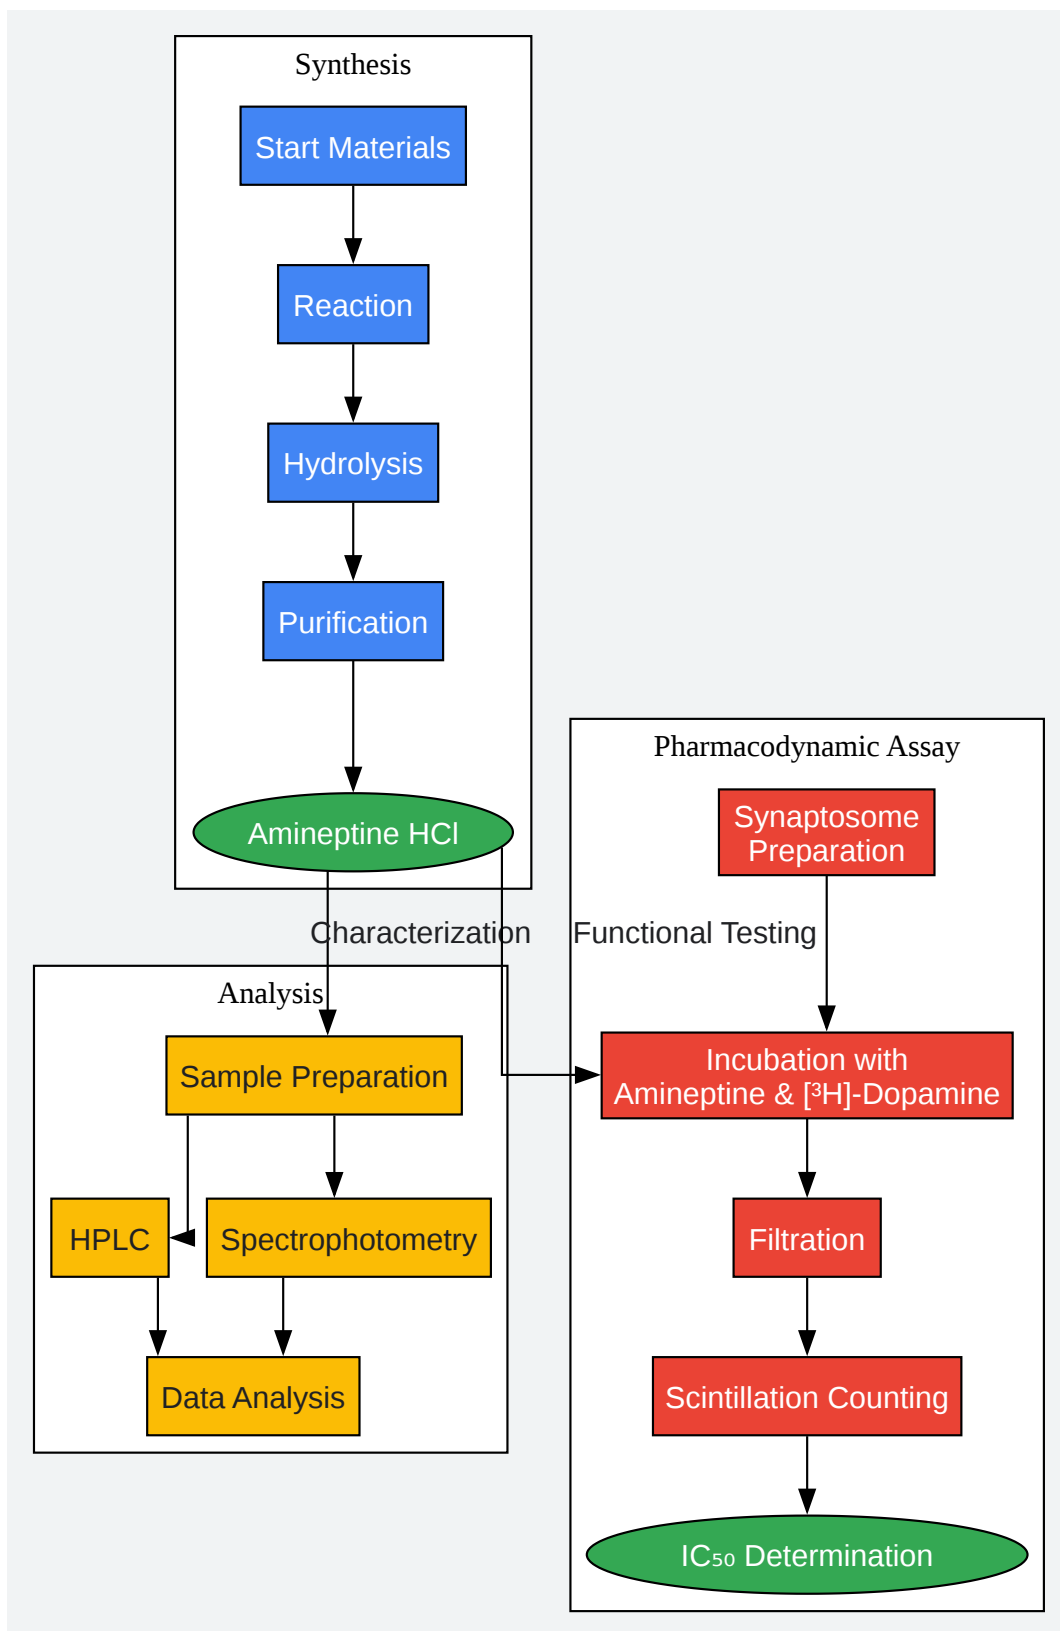 Synthesis
Start Materials
Reaction
Hydrolysis
Purification
Amineptine HCl
Characterization
Functional Testing
Analysis
Sample Preparation
HPLC
Spectrophotometry
Data Analysis
Pharmacodynamic Assay
Synaptosome
Preparation
Incubation with
Amineptine & [³H]-Dopamine
Filtration
Scintillation Counting
IC₅₀ Determination